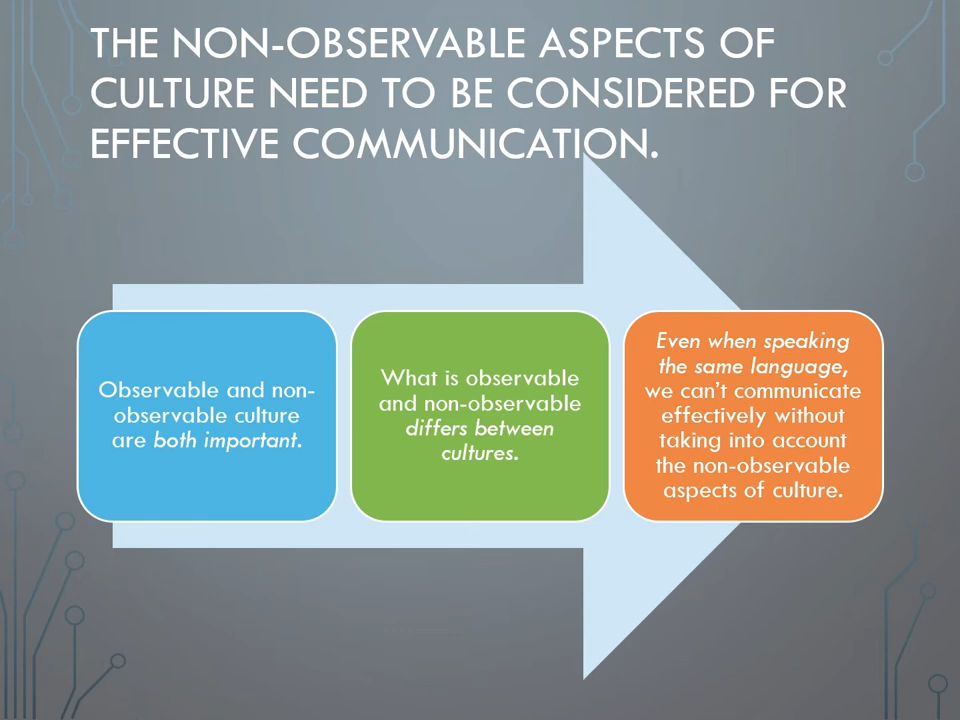 THE NON-OBSERVABLE ASPECTS OF
CULTURE NEED TO BE CONSIDERED FOR
EFFECTIVE COMMUNICATION.
Observable and non-
observable culture
are both important.
What is observable
and non-observable
differs between
cultures.
Even when speaking
the same language,
we can't communicate
effectively without
taking into account
the non-observable
aspects of culture.